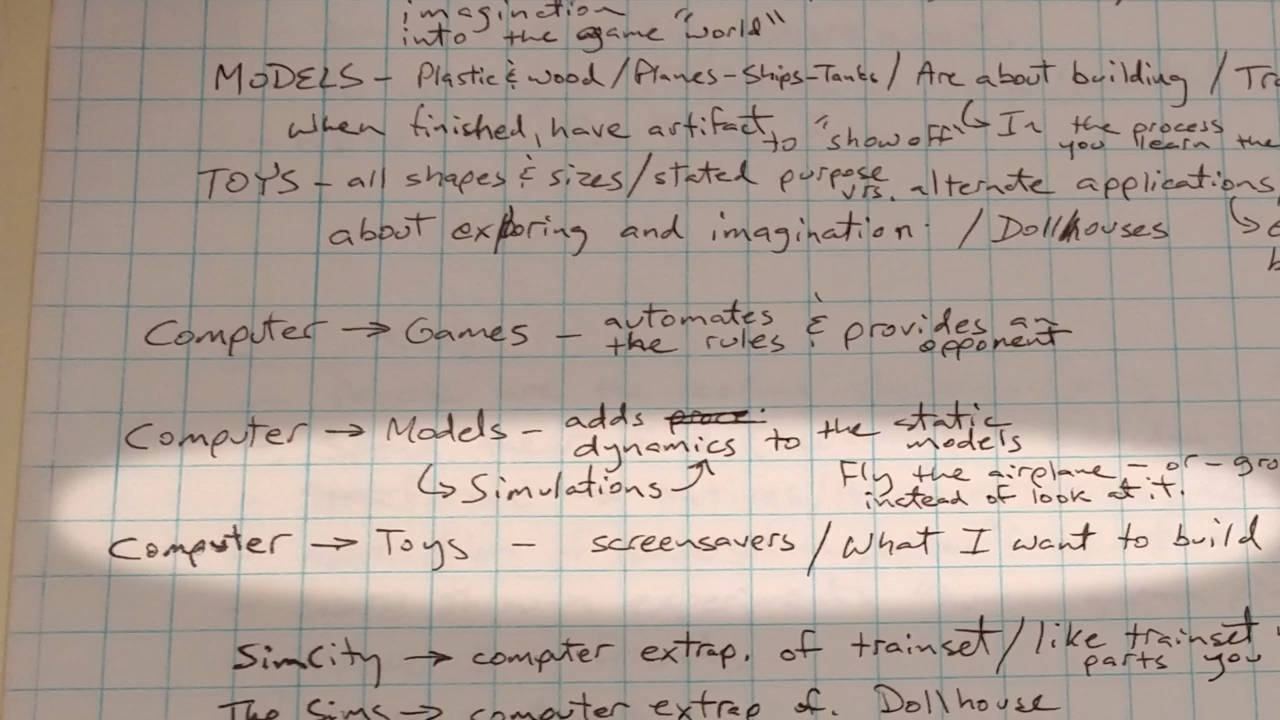 imagination
into the game "world"
MODELS - Plastic & wood / Planes-Ships-Tanks / Are about building /
when finished, have artifact to "show off" ↳ In the process you learn the
TOYS - all shapes & sizes / stated purpose vrs. alternate applications
about exploring and imagination. / Dollhouses
Computer → Games - automates the rules & provides an opponent
Computer → Models - adds dynamics to the static models
↳ Simulations Fly the airplane - or - instead of look at it.
Computer → Toys - screensavers / What I want to build
SimCity → computer extrap. of trainset / like trainset parts you
The Sims → computer extrap of. Dollhouse